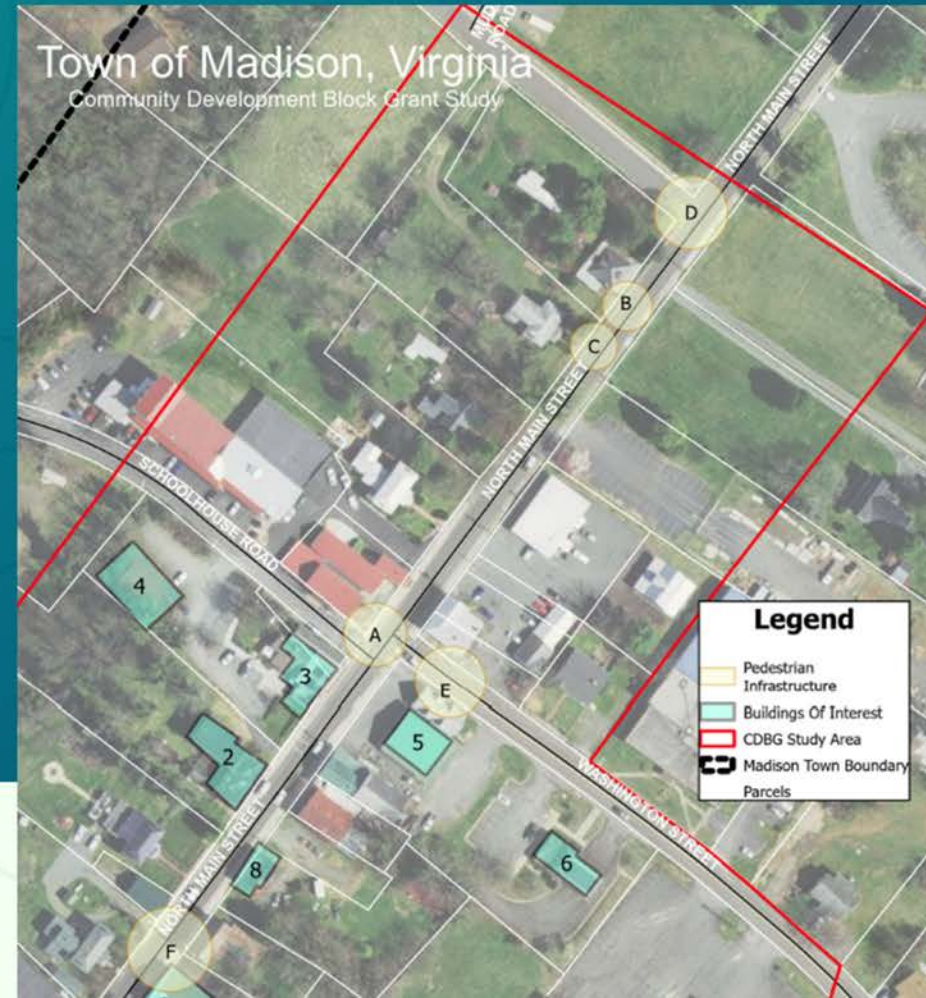 Town of Madison, Virginia
Community Development Block Grant Study
MUD
ROAD
NORTH MAIN STREET
D
B
C
NORTH MAIN STREET
SCHOOLHOUSE ROAD
4
A
3
E
5
2
WASHINGTON STREET
6
8
NORTH MAIN STREET
F
Legend
Pedestrian
Infrastructure
Buildings Of Interest
CDBG Study Area
Madison Town Boundary
Parcels